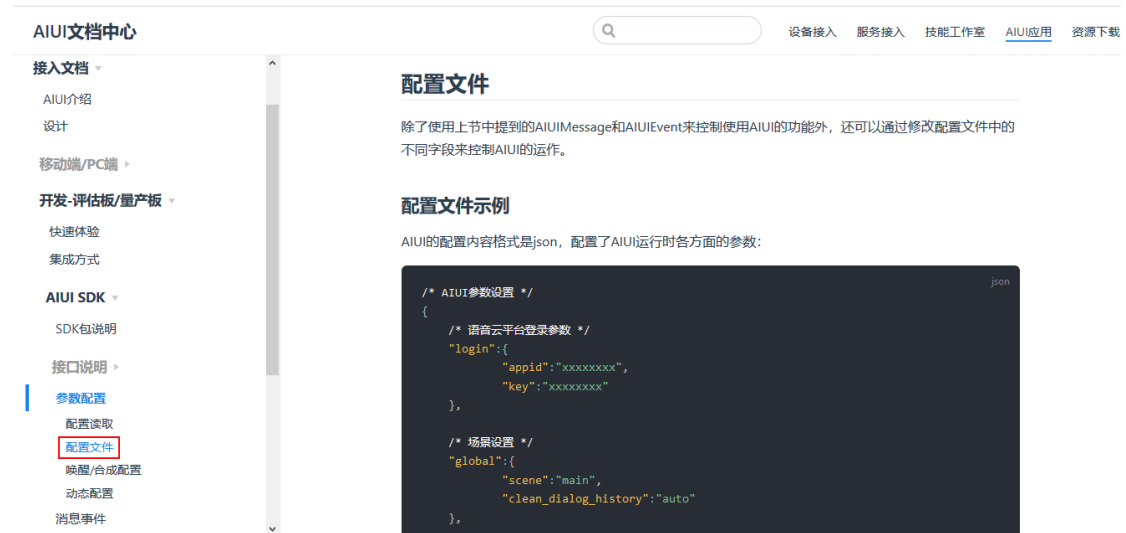 AIUI文档中心
设备接入 服务接入 技能工作室 AIUI应用 资源下载
接入文档
AIUI介绍
设计
移动端/PC端
开发-评估板/量产板
快速体验
集成方式
AIUI SDK
SDK包说明
接口说明
参数配置
配置读取
配置文件
唤醒/合成配置
动态配置
消息事件
配置文件
除了使用上节中提到的AIUIMessage和AIUIEvent来控制使用AIUI的功能外，还可以通过修改配置文件中的
不同字段来控制AIUI的运作。
配置文件示例
AIUI的配置内容格式是json，配置了AIUI运行时各方面的参数：
json
/* AIUI参数设置 */
{
/* 语音云平台登录参数 */
"login":{
"appid":"xxxxxxxx",
"key":"xxxxxxxx"
},
/* 场景设置 */
"global":{
"scene":"main",
"clean_dialog_history":"auto"
},